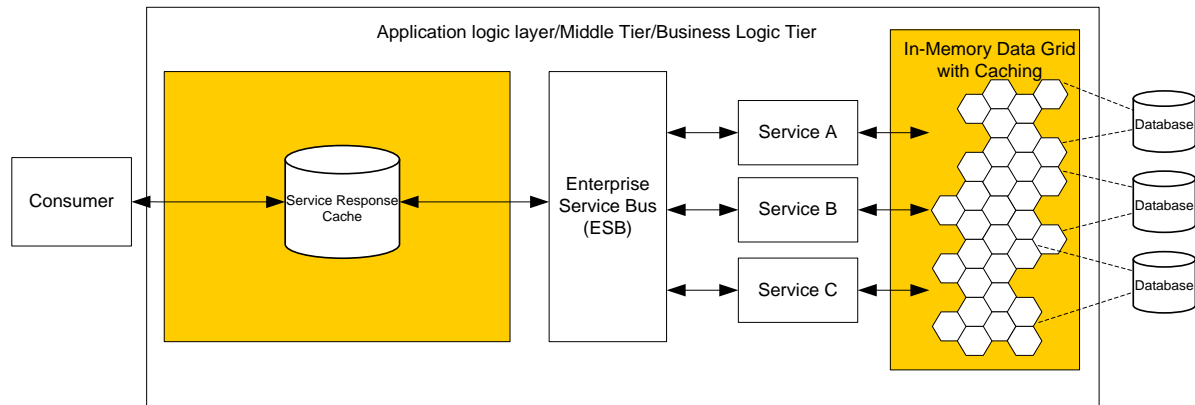 Application logic layer/Middle Tier/Business Logic Tier
In-Memory Data Grid
with Caching
Consumer
Service Response
Cache
Enterprise
Service Bus
(ESB)
Service A
Service B
Service C
Database
Database
Database